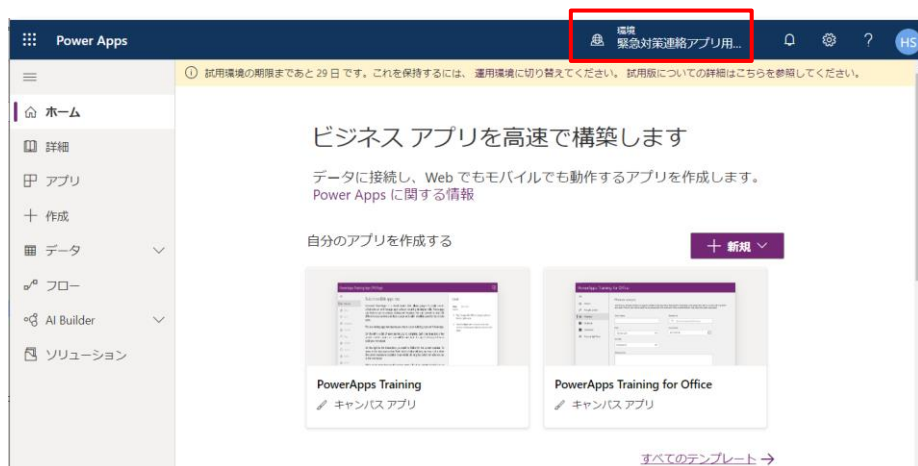 Power Apps
環境
緊急対策連絡アプリ用...
?
HS
試用環境の期限まであと 29 日 です。これを保持するには、 運用環境に切り替えてください。 試用版についての詳細はこちらを参照してください。
ホーム
詳細
アプリ
作成
データ
フロー
AI Builder
ソリューション
ビジネス アプリを高速で構築します
データに接続し、Web でもモバイルでも動作するアプリを作成します。
Power Apps に関する情報
自分のアプリを作成する
+ 新規
PowerApps Training
キャンバス アプリ
PowerApps Training for Office
キャンバス アプリ
すべてのテンプレート →